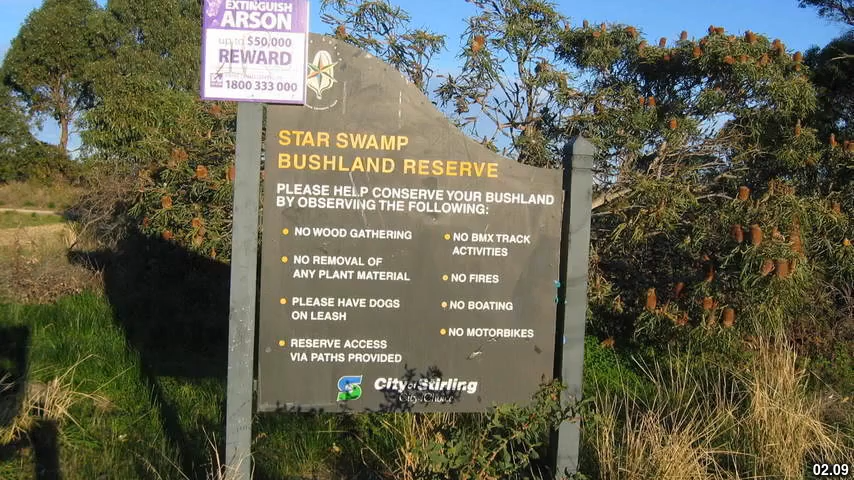 EXTINGUISH
ARSON
up to $50,000
REWARD
1800 333 000
STAR SWAMP
BUSHLAND RESERVE
PLEASE HELP CONSERVE YOUR BUSHLAND
BY OBSERVING THE FOLLOWING:
NO WOOD GATHERING
NO REMOVAL OF
ANY PLANT MATERIAL
PLEASE HAVE DOGS
ON LEASH
RESERVE ACCESS
VIA PATHS PROVIDED
NO BMX TRACK
ACTIVITIES
NO FIRES
NO BOATING
NO MOTORBIKES
City of Stirling
City of Choice
02.09